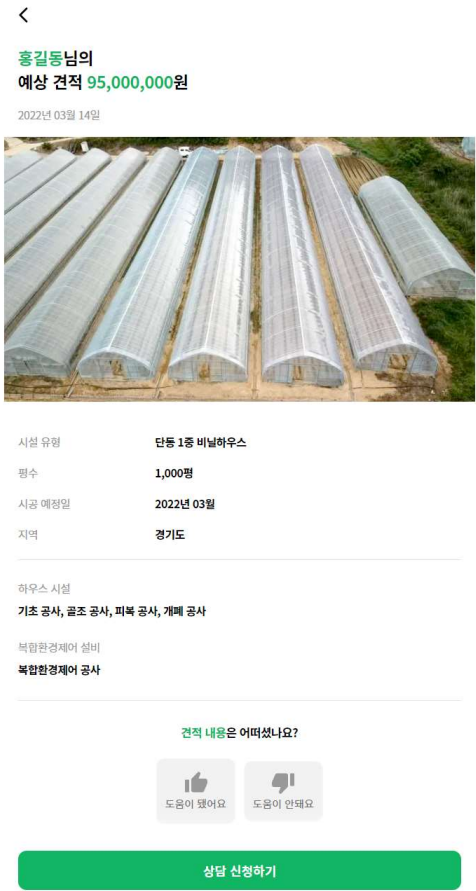 홍길동님의
예상 견적 95,000,000원
2022년 03월 14일
시설 유형 단동 1중 비닐하우스
평수 1,000평
시공 예정일 2022년 03월
지역 경기도
하우스 시설
기초 공사, 골조 공사, 피복 공사, 개폐 공사
복합환경제어 설비
복합환경제어 공사
견적 내용은 어떠셨나요?
도움이 됐어요 도움이 안돼요
상담 신청하기